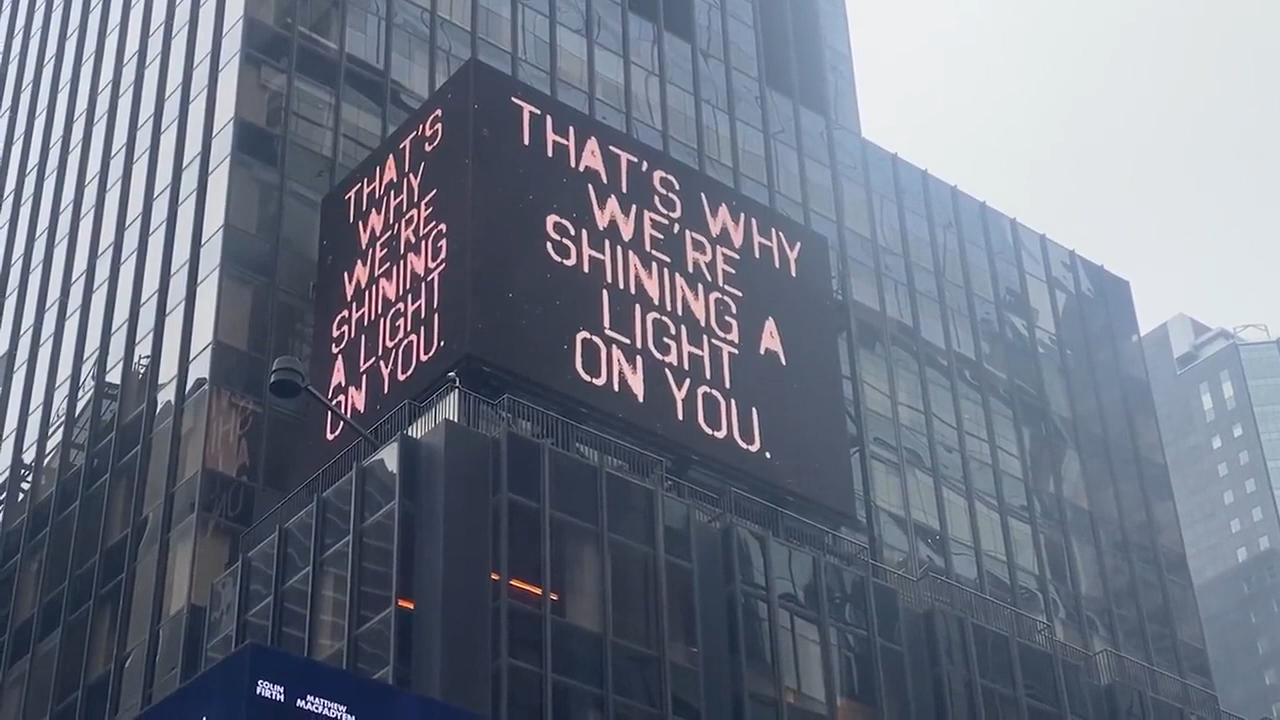 THAT'S
WHY
WE'RE
SHINING
A LIGHT
ON YOU.
THAT'S WHY
WE'RE
SHINING A
LIGHT
ON YOU.
COLIN
FIRTH
MATTHEW
MACFADYEN